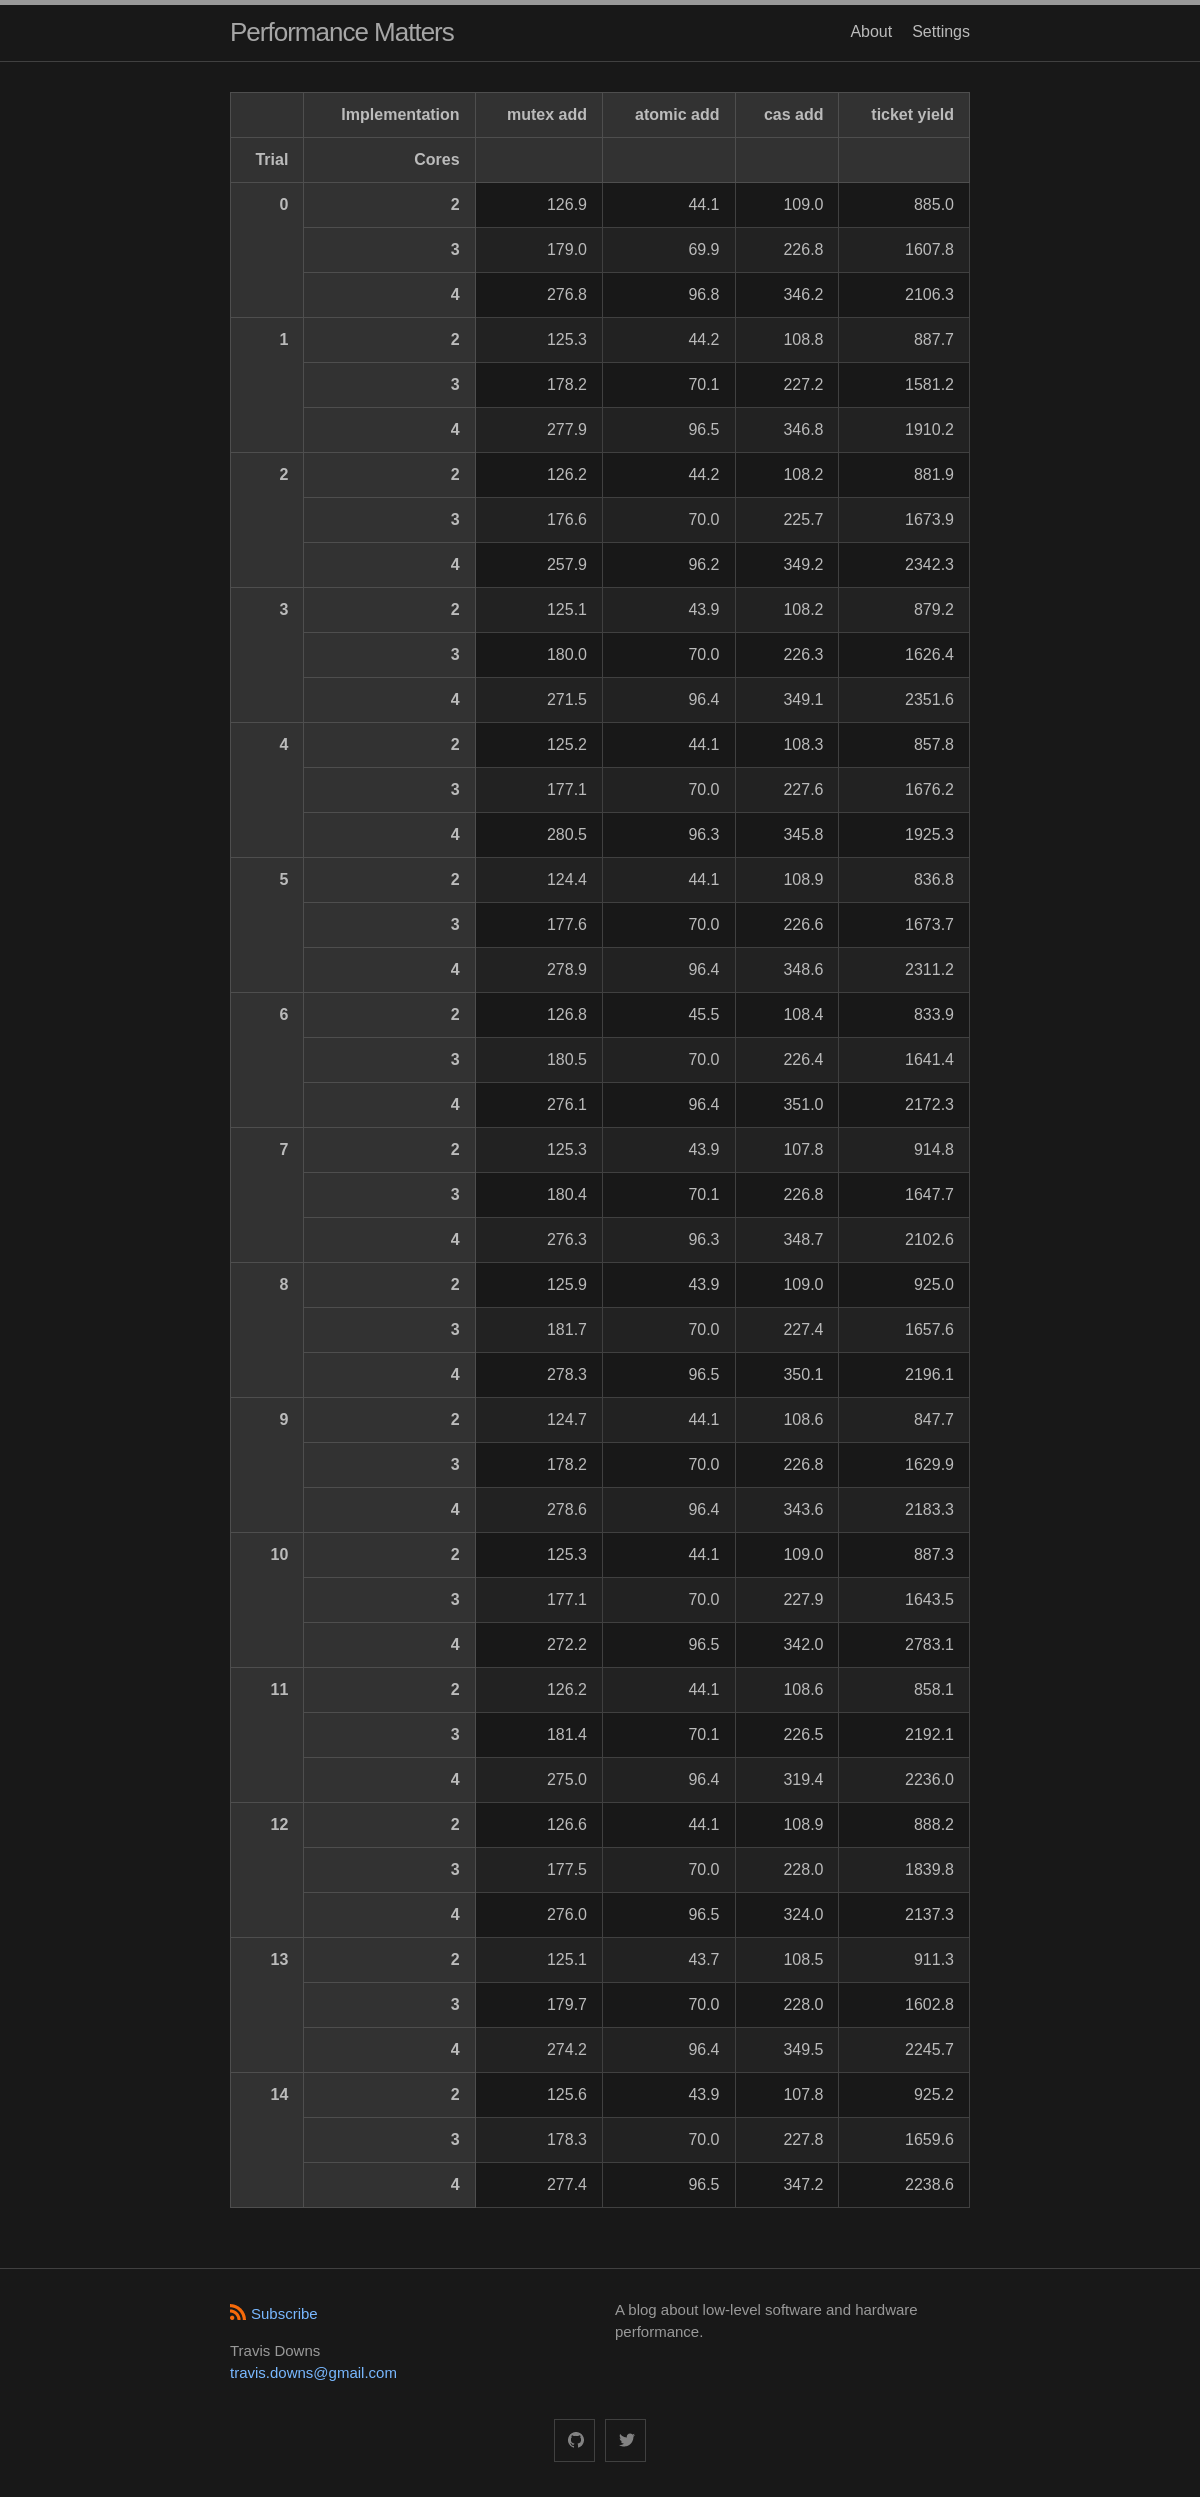 Performance Matters About Settings
Implementation mutex add atomic add cas add ticket yield
Trial Cores
0 2 126.9 44.1 109.0 885.0
3 179.0 69.9 226.8 1607.8
4 276.8 96.8 346.2 2106.3
1 2 125.3 44.2 108.8 887.7
3 178.2 70.1 227.2 1581.2
4 277.9 96.5 346.8 1910.2
2 2 126.2 44.2 108.2 881.9
3 176.6 70.0 225.7 1673.9
4 257.9 96.2 349.2 2342.3
3 2 125.1 43.9 108.2 879.2
3 180.0 70.0 226.3 1626.4
4 271.5 96.4 349.1 2351.6
4 2 125.2 44.1 108.3 857.8
3 177.1 70.0 227.6 1676.2
4 280.5 96.3 345.8 1925.3
5 2 124.4 44.1 108.9 836.8
3 177.6 70.0 226.6 1673.7
4 278.9 96.4 348.6 2311.2
6 2 126.8 45.5 108.4 833.9
3 180.5 70.0 226.4 1641.4
4 276.1 96.4 351.0 2172.3
7 2 125.3 43.9 107.8 914.8
3 180.4 70.1 226.8 1647.7
4 276.3 96.3 348.7 2102.6
8 2 125.9 43.9 109.0 925.0
3 181.7 70.0 227.4 1657.6
4 278.3 96.5 350.1 2196.1
9 2 124.7 44.1 108.6 847.7
3 178.2 70.0 226.8 1629.9
4 278.6 96.4 343.6 2183.3
10 2 125.3 44.1 109.0 887.3
3 177.1 70.0 227.9 1643.5
4 272.2 96.5 342.0 2783.1
11 2 126.2 44.1 108.6 858.1
3 181.4 70.1 226.5 2192.1
4 275.0 96.4 319.4 2236.0
12 2 126.6 44.1 108.9 888.2
3 177.5 70.0 228.0 1839.8
4 276.0 96.5 324.0 2137.3
13 2 125.1 43.7 108.5 911.3
3 179.7 70.0 228.0 1602.8
4 274.2 96.4 349.5 2245.7
14 2 125.6 43.9 107.8 925.2
3 178.3 70.0 227.8 1659.6
4 277.4 96.5 347.2 2238.6
Subscribe
Travis Downs
travis.downs@gmail.com
A blog about low-level software and hardware
performance.